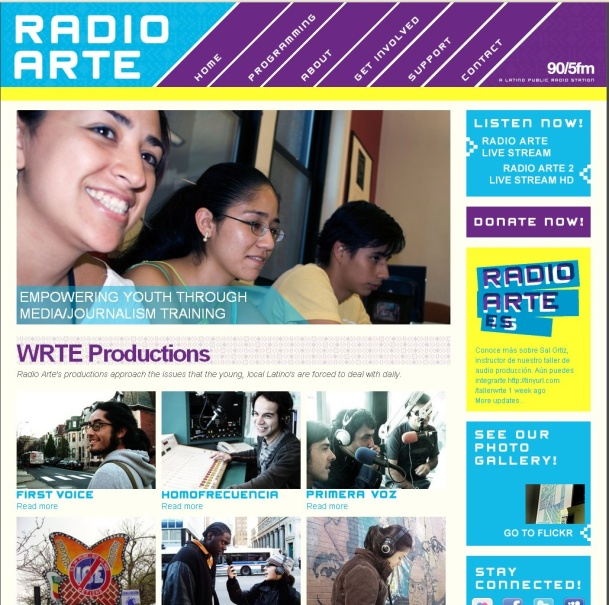 RADIO
ARTE
HOME
PROGRAMMING
ABOUT
GET INVOLVED
SUPPORT
CONTACT
90/5fm
A LATINO PUBLIC RADIO STATION
EMPOWERING YOUTH THROUGH
MEDIA/JOURNALISM TRAINING
WRTE Productions
Radio Arte's productions approach the issues that the young, local Latino's are forced to deal with daily.
FIRST VOICE
Read more
HOMOFRECUENCIA
Read more
PRIMERA VOZ
Read more
LISTEN NOW!
RADIO ARTE
LIVE STREAM
RADIO ARTE 2
LIVE STREAM HD
DONATE NOW!
RADIO
ARTE
ES
Conoce más sobre Sal Ortiz,
instructor de nuestro taller de
audio producción. Aún puedes
integrarte http://tinyurl.com
/tallerwrte 1 week ago
More updates...
SEE OUR
PHOTO
GALLERY!
GO TO FLICKR
STAY
CONNECTED!